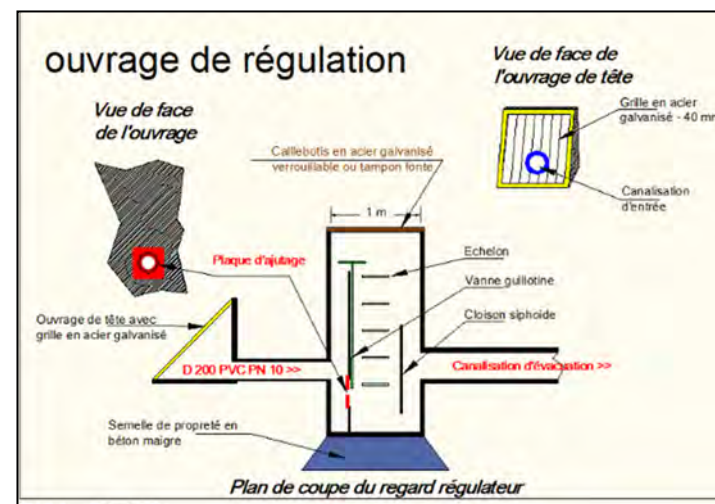 ouvrage de régulation
Vue de face de
l'ouvrage de tête
Vue de face
de l'ouvrage
Grille en acier
galvanisé - 40 mm
Caillebotis en acier galvanisé
verrouillable ou tampon fonte
Canalisation
d'entrée
1 m
Plaque d'ajutage
Echelon
Vanne guillotine
Ouvrage de tête avec
grille en acier galvanisé
Cloison siphoide
D 200 PVC PN 10 >>
Canalisation d'évacuation >>
Semelle de propreté en
béton maigre
Plan de coupe du regard régulateur